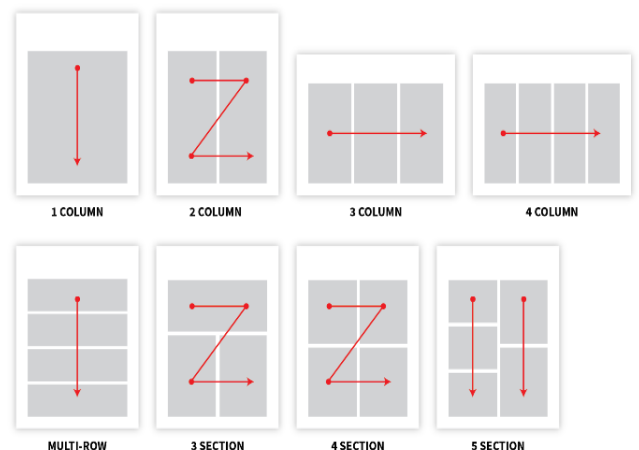 1 COLUMN
2 COLUMN
3 COLUMN
4 COLUMN
MULTI-ROW
3 SECTION
4 SECTION
5 SECTION